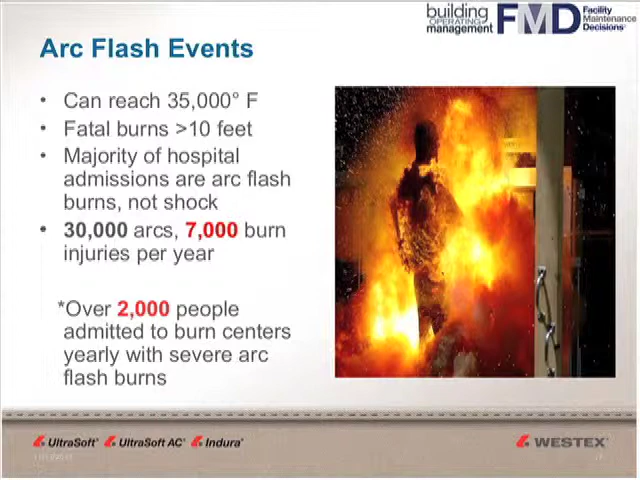 building
OPERATING
management
FMD
Facility
Maintenance
Decisions
Arc Flash Events
• Can reach 35,000° F
• Fatal burns >10 feet
• Majority of hospital
admissions are arc flash
burns, not shock
• 30,000 arcs, 7,000 burn
injuries per year
*Over 2,000 people
admitted to burn centers
yearly with severe arc
flash burns
UltraSoft® UltraSoft AC® Indura®
WESTEX®